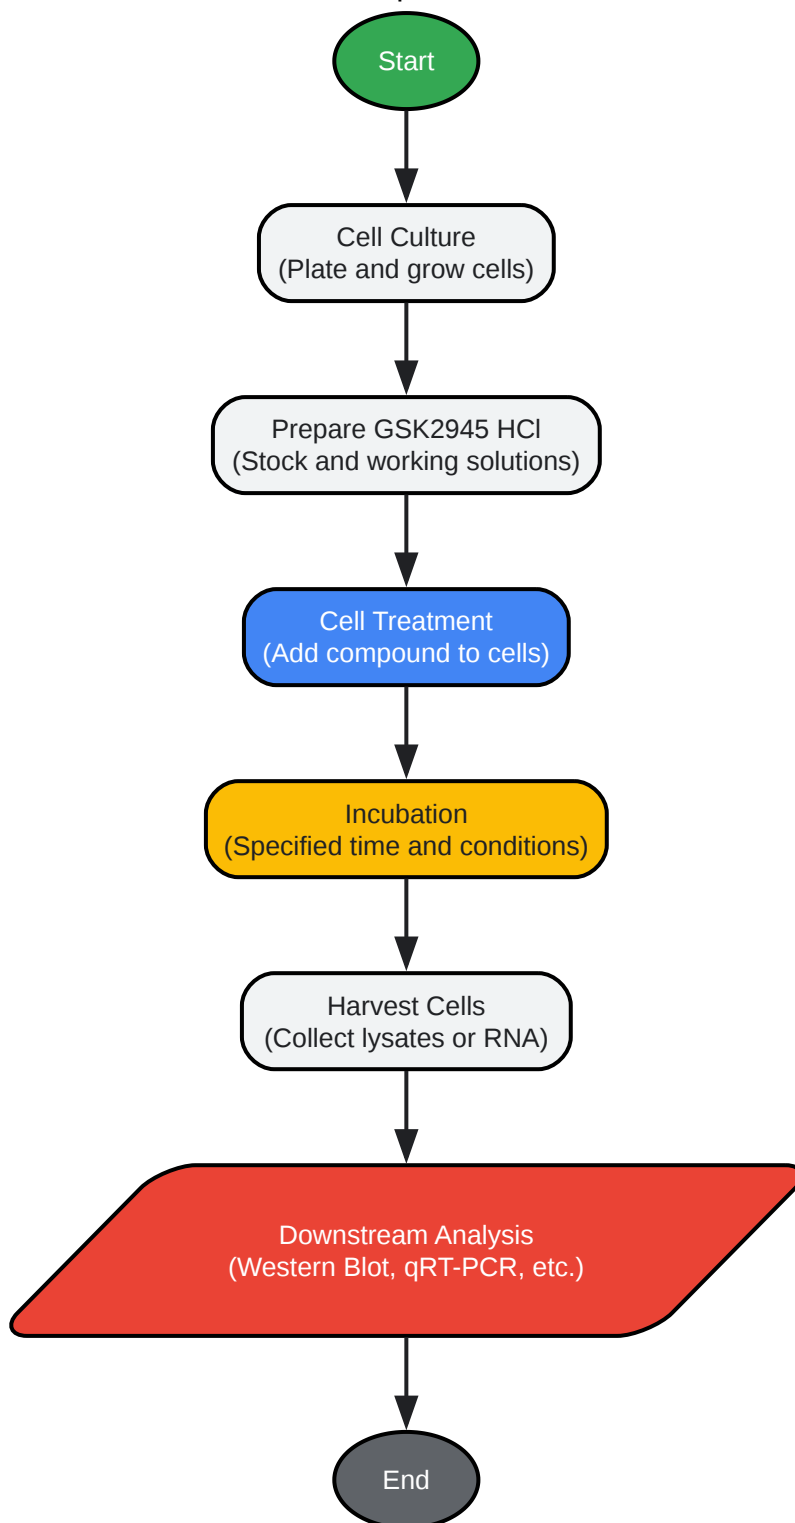 Start
Cell Culture
(Plate and grow cells)
Prepare GSK2945 HCl
(Stock and working solutions)
Cell Treatment
(Add compound to cells)
Incubation
(Specified time and conditions)
Harvest Cells
(Collect lysates or RNA)
Downstream Analysis
(Western Blot, qRT-PCR, etc.)
End